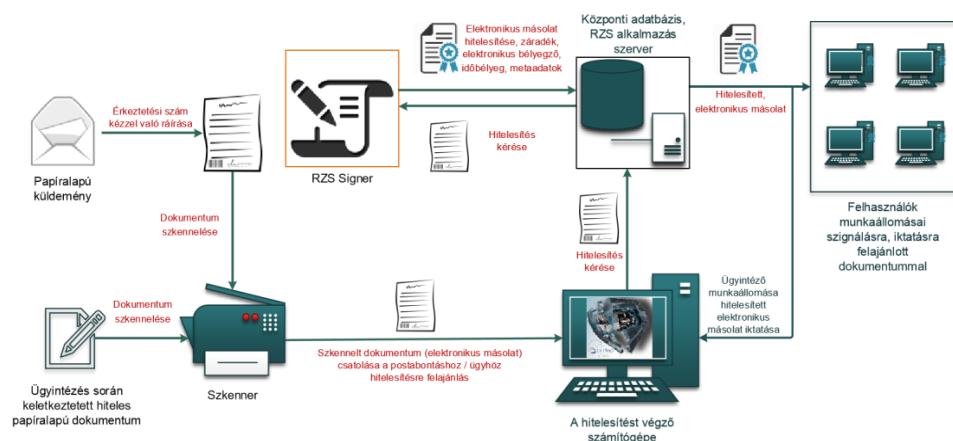 Elektronikus másolat
hitelesítése, záradék,
elektronikus bélyegző,
időbélyeg, metaadatok
Központi adatbázis,
RZS alkalmazás
szerver
Érkeztetési szám
kézzel való ráírása
Papíralapú
küldemény
RZS Signer
Hitelesítés
kérése
Hitelesített,
elektronikus másolat
Felhasználók
munkaállomásai
szignálásra, iktatásra
felajánlott
dokumentummal
Dokumentum
szkennelése
Hitelesítés
kérése
Ügyintéző
munkaállomása
hitelesített
elektronikus
másolat iktatása
Dokumentum
szkennelése
Szkennelt dokumentum (elektronikus másolat)
csatolása a postabontáshoz / ügyhöz
hitelesítésre felajánlás
Ügyintézés során
keletkeztetett hiteles
papíralapú dokumentum
Szkenner
A hitelesítést végző
számítógépe